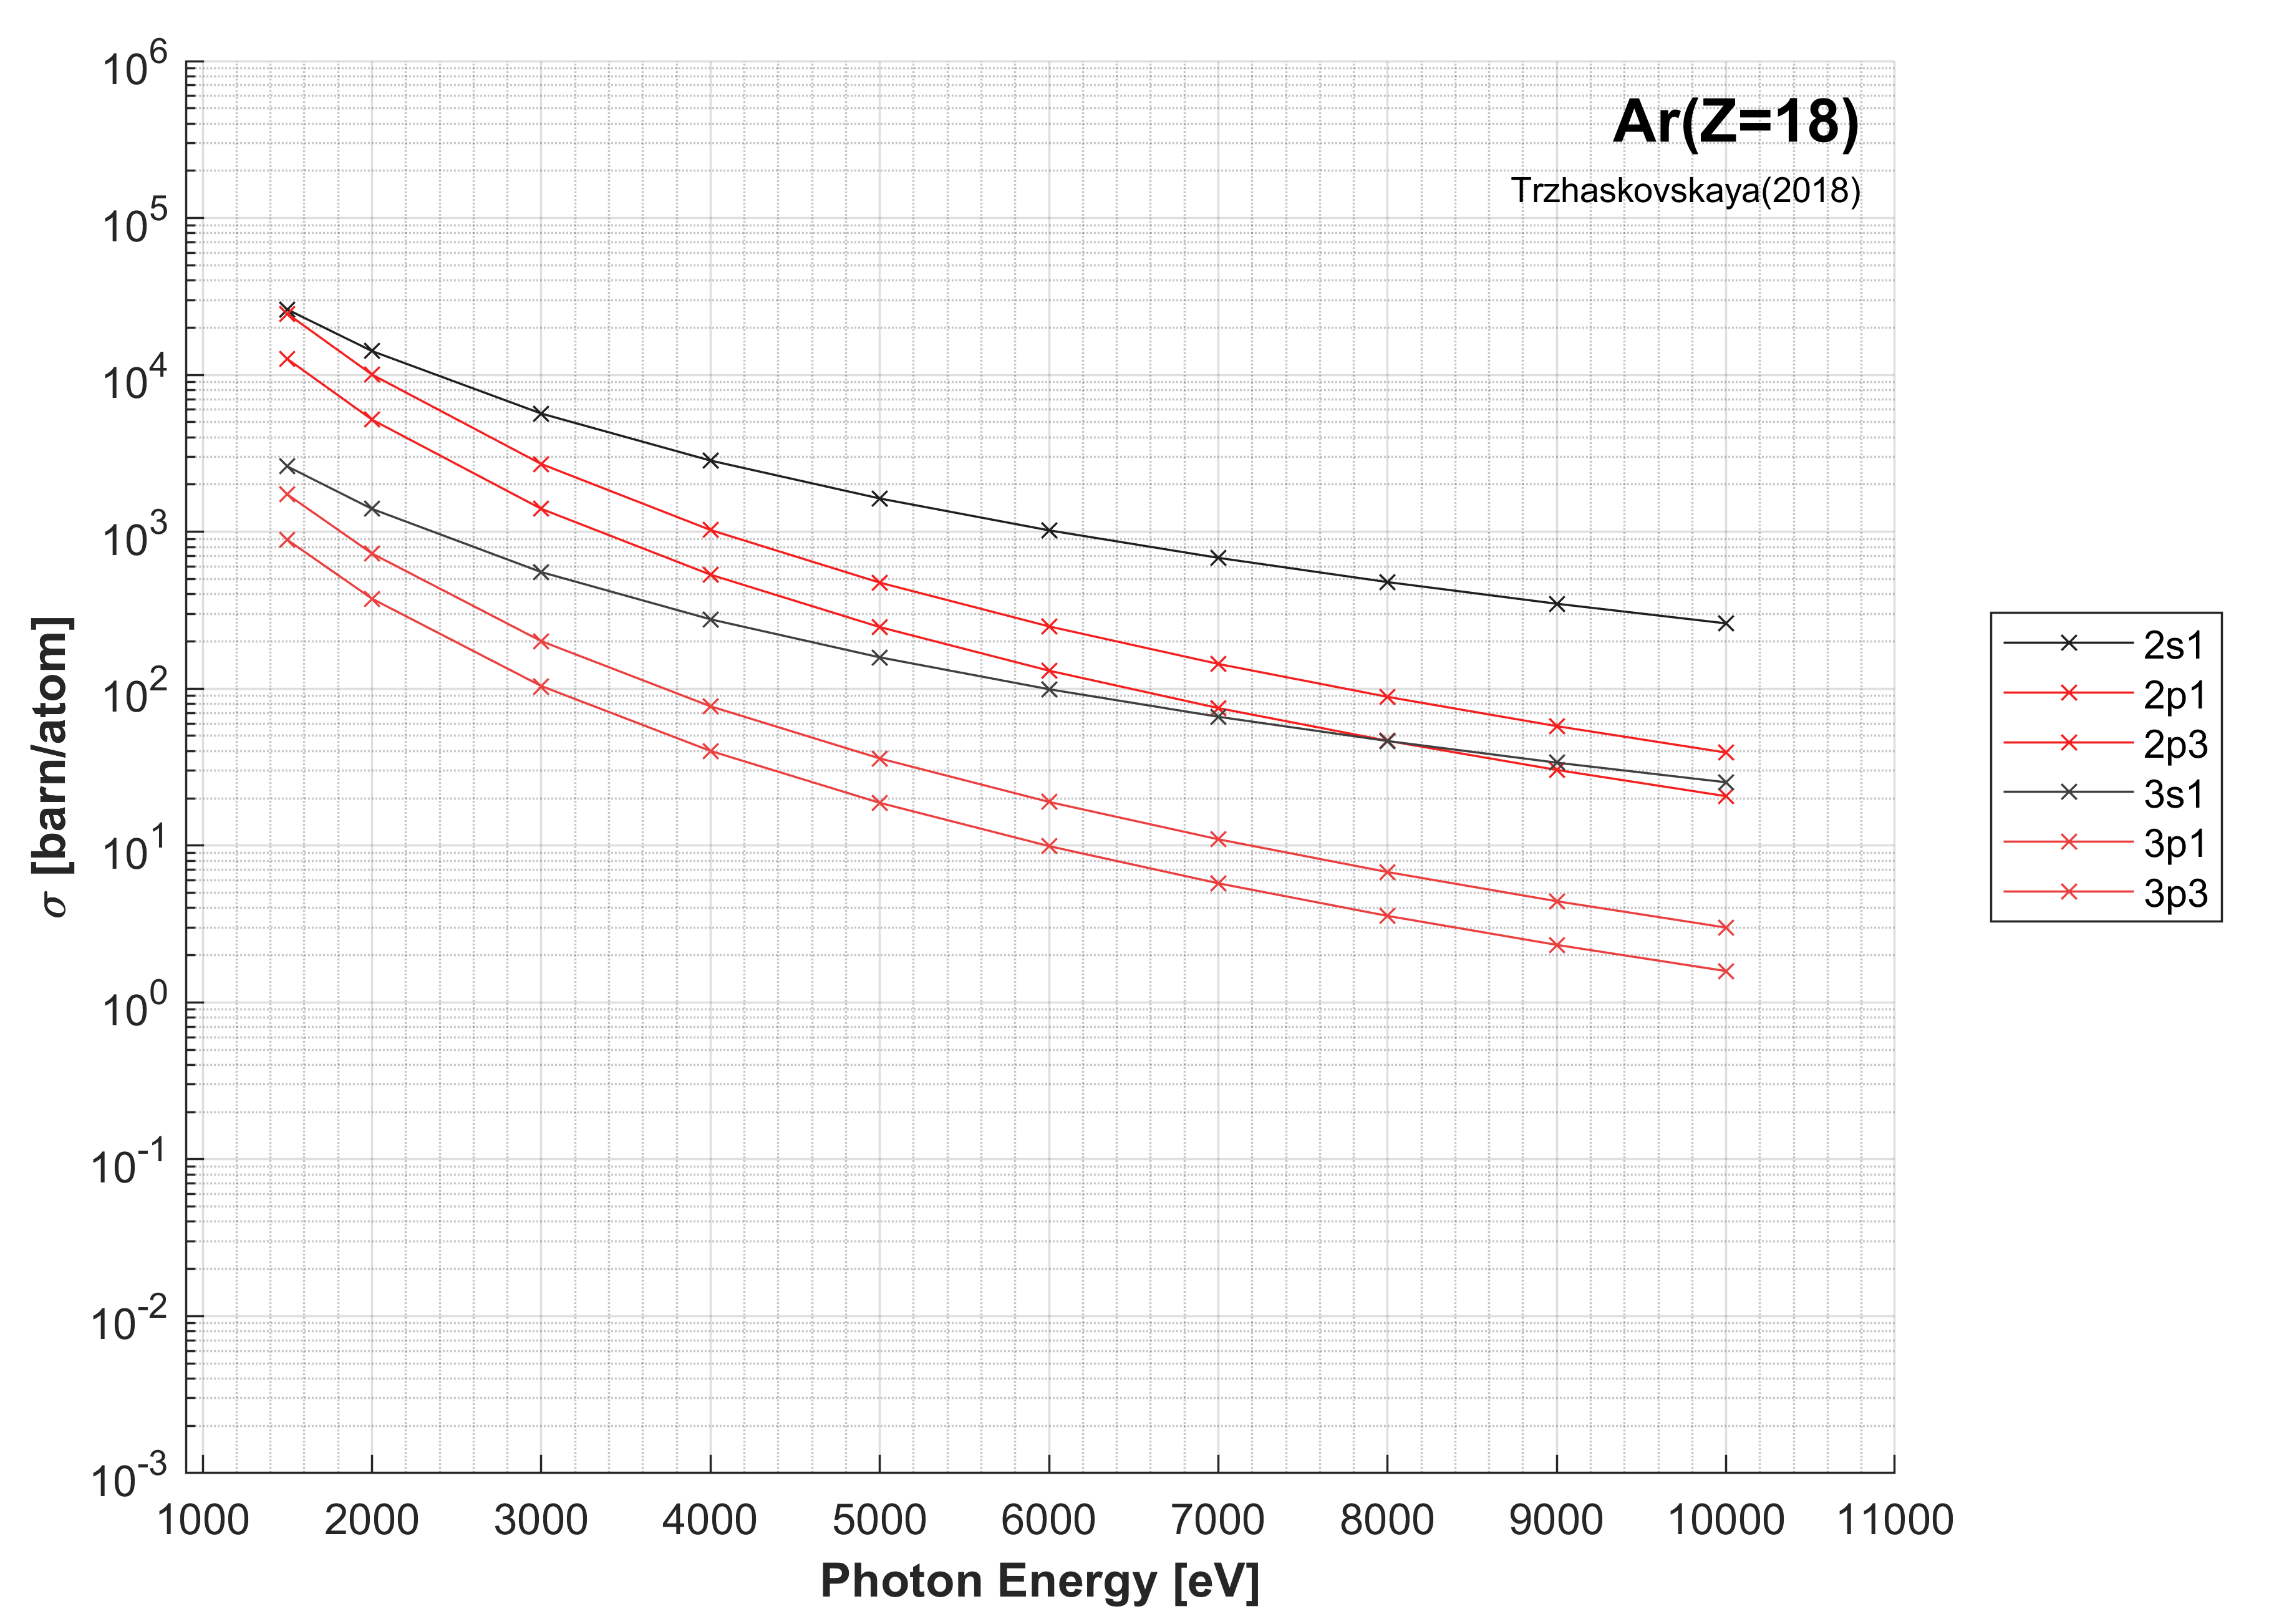 Ar(Z=18)
Trzhaskovskaya(2018)
10^6
10^5
10^4
10^3
10^2
10^1
10^0
10^-1
10^-2
10^-3
σ [barn/atom]
2s1
2p1
2p3
3s1
3p1
3p3
1000 2000 3000 4000 5000 6000 7000 8000 9000 10000 11000
Photon Energy [eV]